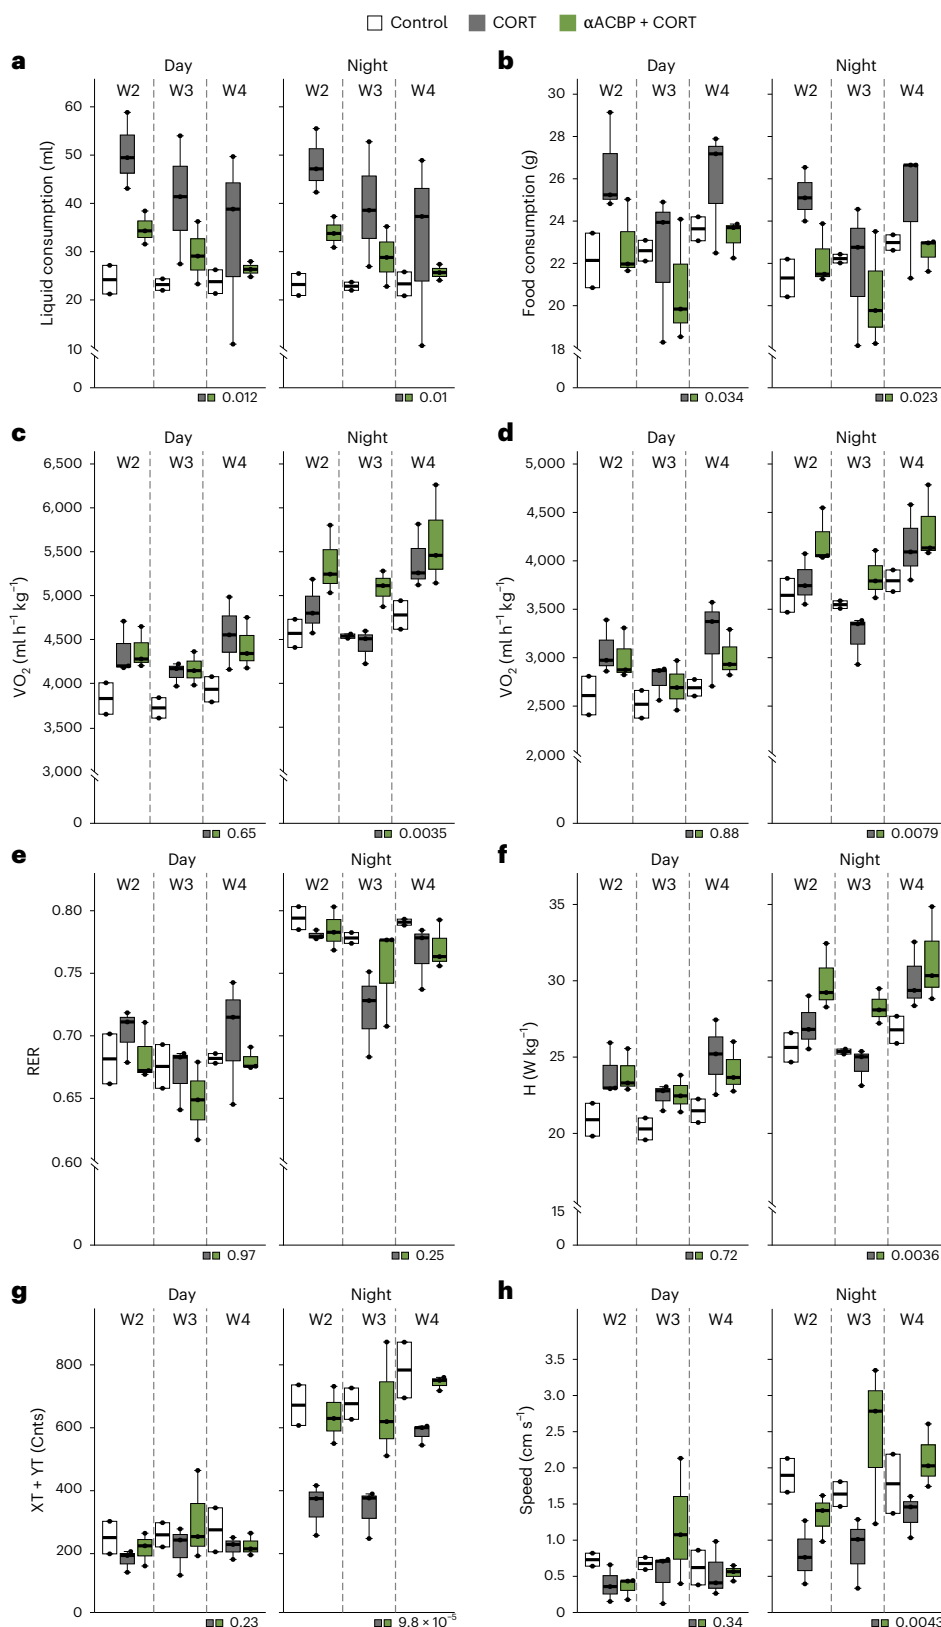 Control CORT αACBP + CORT
a b
Day Night Day Night
W2 W3 W4 W2 W3 W4 W2 W3 W4 W2 W3 W4
Liquid consumption (ml)
60
50
40
30
20
10
0
0.012 0.01
Food consumption (g)
30
28
26
24
22
20
18
0
0.034 0.023
c d
Day Night Day Night
W2 W3 W4 W2 W3 W4 W2 W3 W4 W2 W3 W4
VO₂ (ml h⁻¹ kg⁻¹)
6,500
6,000
5,500
5,000
4,500
4,000
3,500
3,000
0
0.65 0.0035
VO₂ (ml h⁻¹ kg⁻¹)
5,000
4,500
4,000
3,500
3,000
2,500
2,000
0
0.88 0.0079
e f
Day Night Day Night
W2 W3 W4 W2 W3 W4 W2 W3 W4 W2 W3 W4
RER
0.80
0.75
0.70
0.65
0.60
0
0.97 0.25
H (W kg⁻¹)
35
30
25
20
15
0
0.72 0.0036
g h
Day Night Day Night
W2 W3 W4 W2 W3 W4 W2 W3 W4 W2 W3 W4
XT + YT (Cnts)
800
600
400
200
0
0.23 9.8 × 10⁻⁵
Speed (cm s⁻¹)
3.5
3.0
2.5
2.0
1.5
1.0
0.5
0
0.34 0.0043